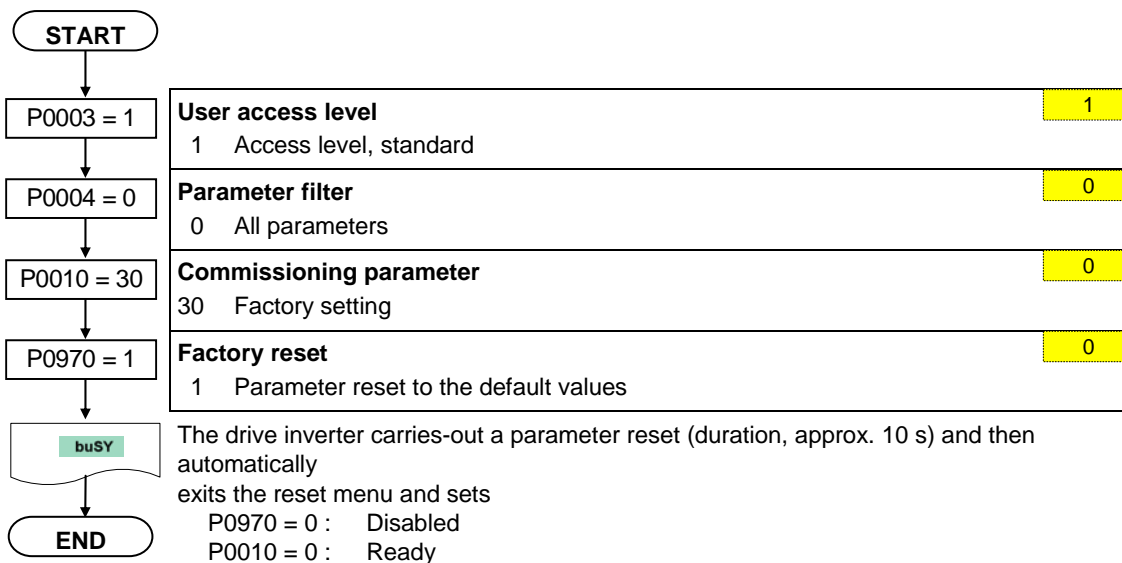 START
P0003 = 1
User access level 1
1 Access level, standard
P0004 = 0
Parameter filter 0
0 All parameters
P0010 = 30
Commissioning parameter 0
30 Factory setting
P0970 = 1
Factory reset 0
1 Parameter reset to the default values
buSY
The drive inverter carries-out a parameter reset (duration, approx. 10 s) and then
automatically
exits the reset menu and sets
P0970 = 0 : Disabled
END
P0010 = 0 : Ready